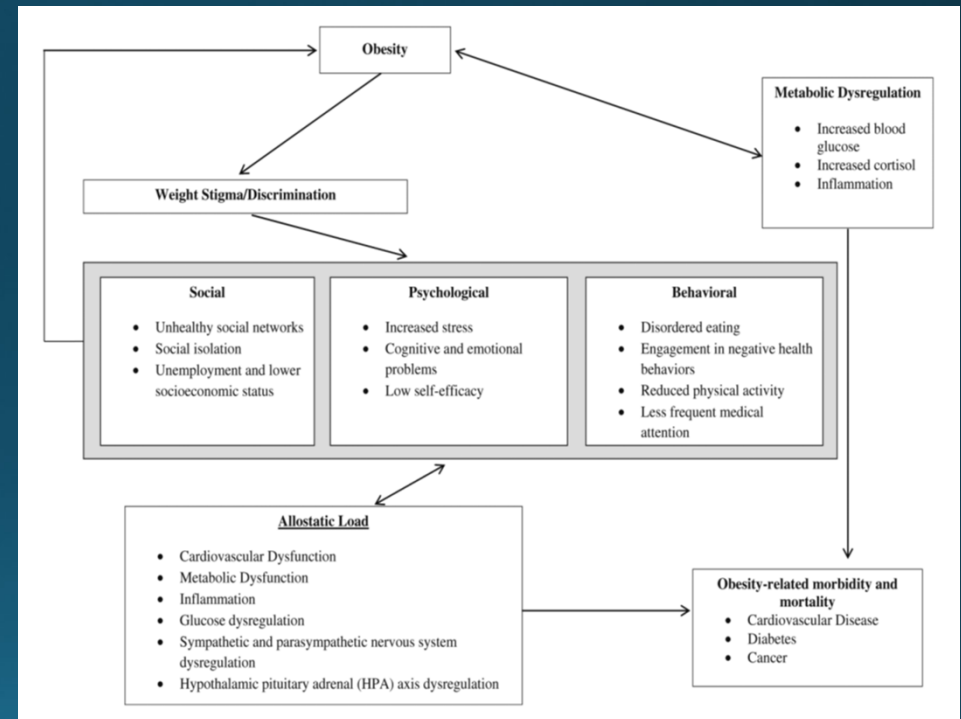 Obesity
Metabolic Dysregulation
• Increased blood
glucose
• Increased cortisol
• Inflammation
Weight Stigma/Discrimination
Social
• Unhealthy social networks
• Social isolation
• Unemployment and lower
socioeconomic status
Psychological
• Increased stress
• Cognitive and emotional
problems
• Low self-efficacy
Behavioral
• Disordered eating
• Engagement in negative health
behaviors
• Reduced physical activity
• Less frequent medical
attention
Allostatic Load
• Cardiovascular Dysfunction
• Metabolic Dysfunction
• Inflammation
• Glucose dysregulation
• Sympathetic and parasympathetic nervous system
dysregulation
• Hypothalamic pituitary adrenal (HPA) axis dysregulation
Obesity-related morbidity and
mortality
• Cardiovascular Disease
• Diabetes
• Cancer